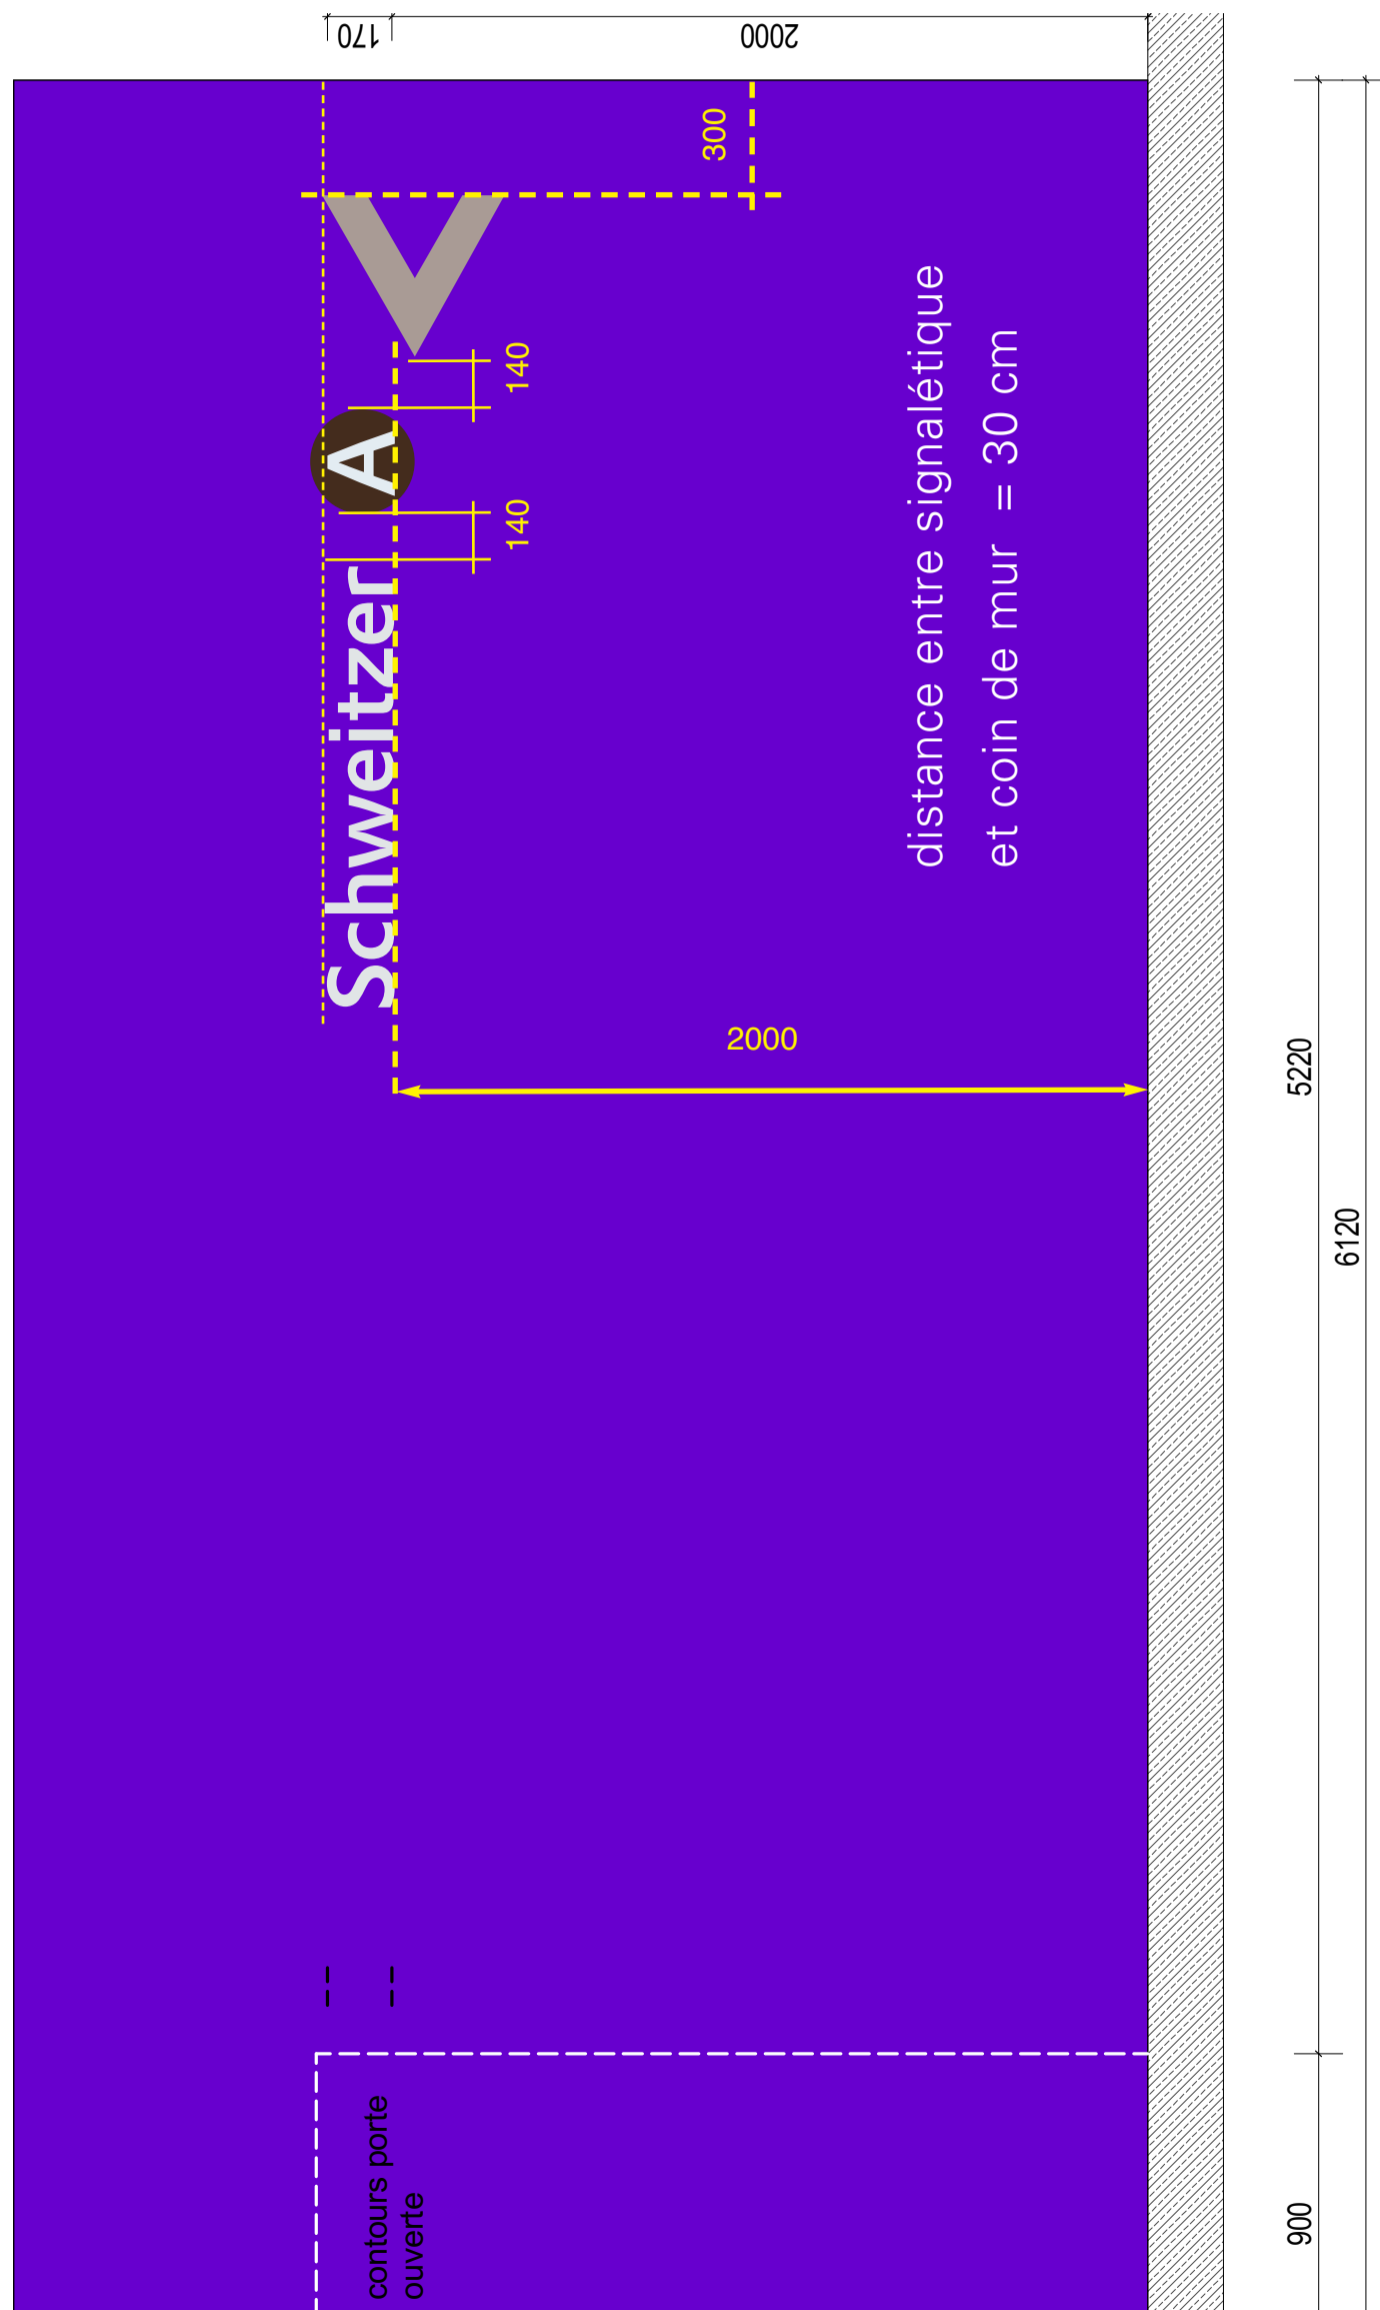 170
2000
300
140
140
A
Schweitzer
distance entre signalétique
et coin de mur = 30 cm
2000
5220
6120
contours porte
ouverte
900